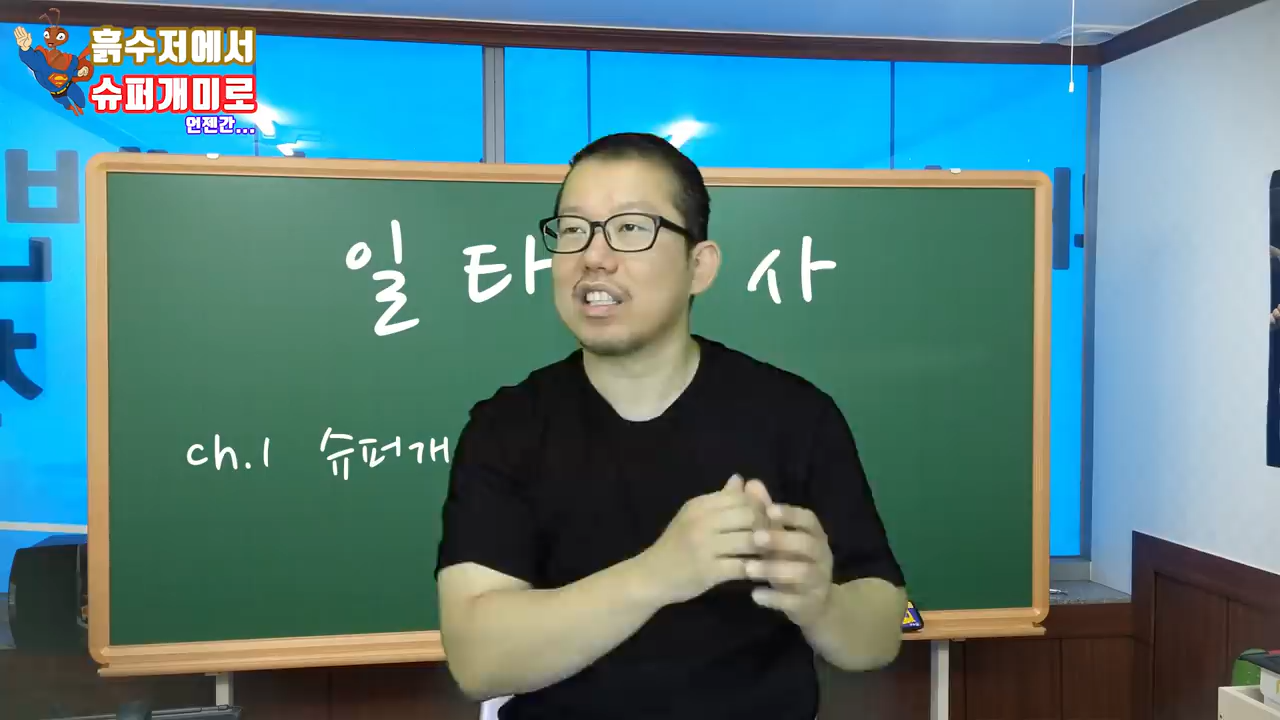 흙수저에서
슈퍼개미로
언젠간...
일 타 사
ch.1 슈퍼개